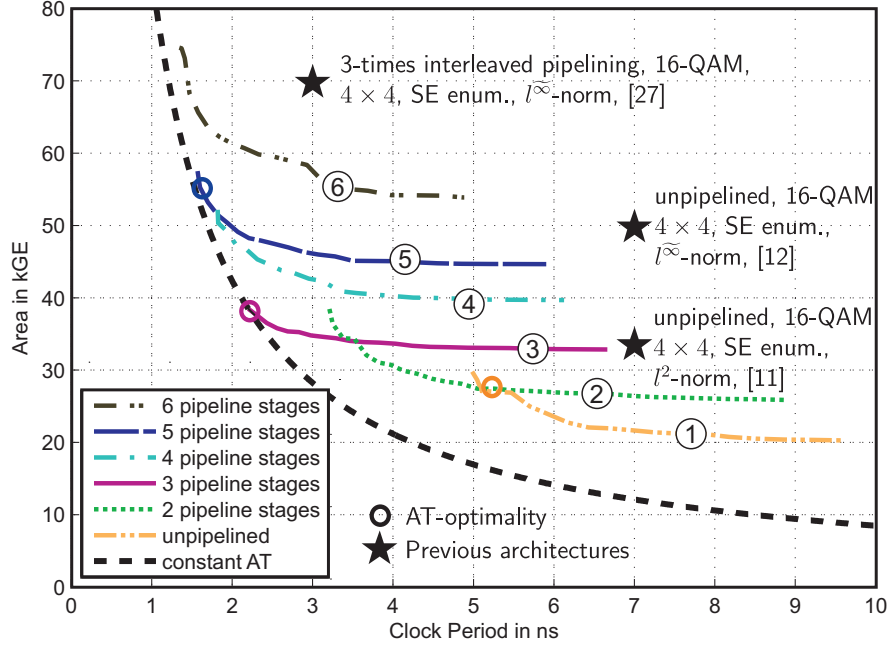 80
70
60
50
40
30
20
10
0
Area in kGE
3-times interleaved pipelining, 16-QAM,
4 × 4, SE enum., l^∞̃-norm, [27]
unpipelined, 16-QAM
4 × 4, SE enum.,
l^∞̃-norm, [12]
unpipelined, 16-QAM
4 × 4, SE enum.,
l²-norm, [11]
6
5
4
3
2
1
6 pipeline stages
5 pipeline stages
4 pipeline stages
3 pipeline stages
2 pipeline stages
unpipelined
constant AT
AT-optimality
Previous architectures
0 1 2 3 4 5 6 7 8 9 10
Clock Period in ns